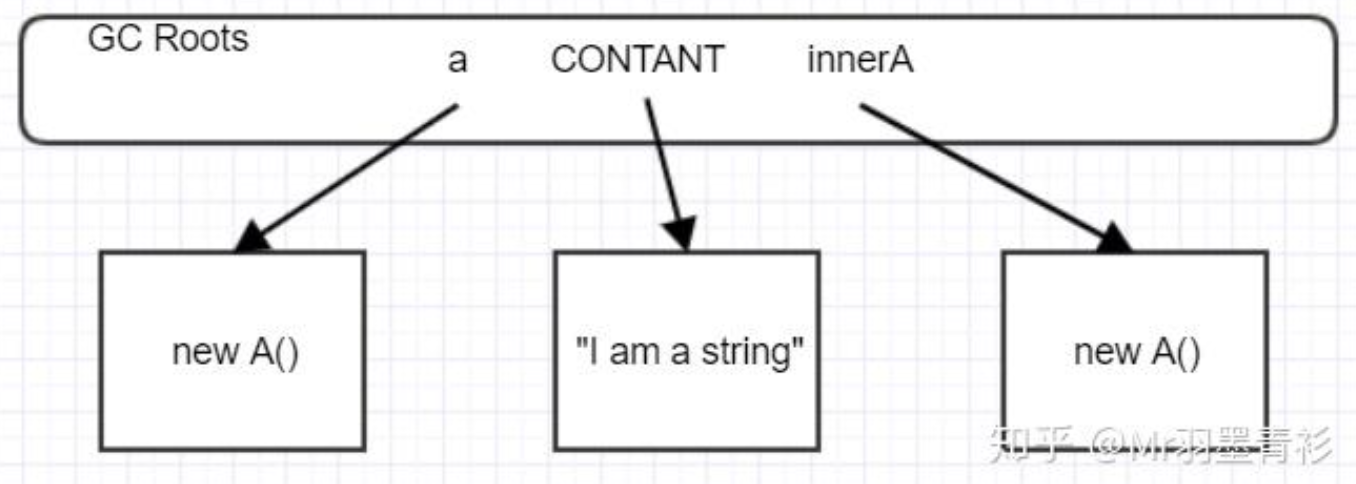 GC Roots
a CONTANT innerA
new A() "I am a string" new A()
知乎 @Mr羽墨青衫